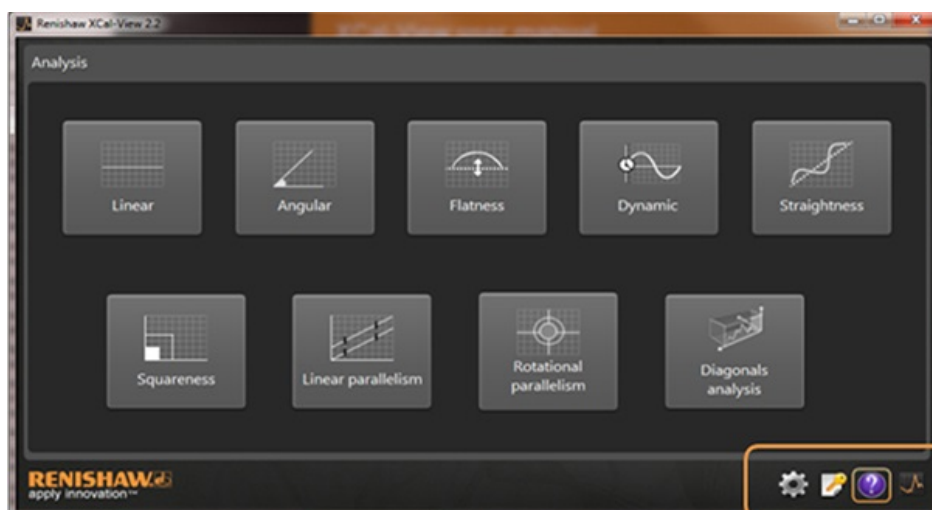 Renishaw XCal-View 2.2
Analysis
Linear
Angular
Flatness
Dynamic
Straightness
Squareness
Linear parallelism
Rotational
parallelism
Diagonals
analysis
RENISHAW
apply innovation™